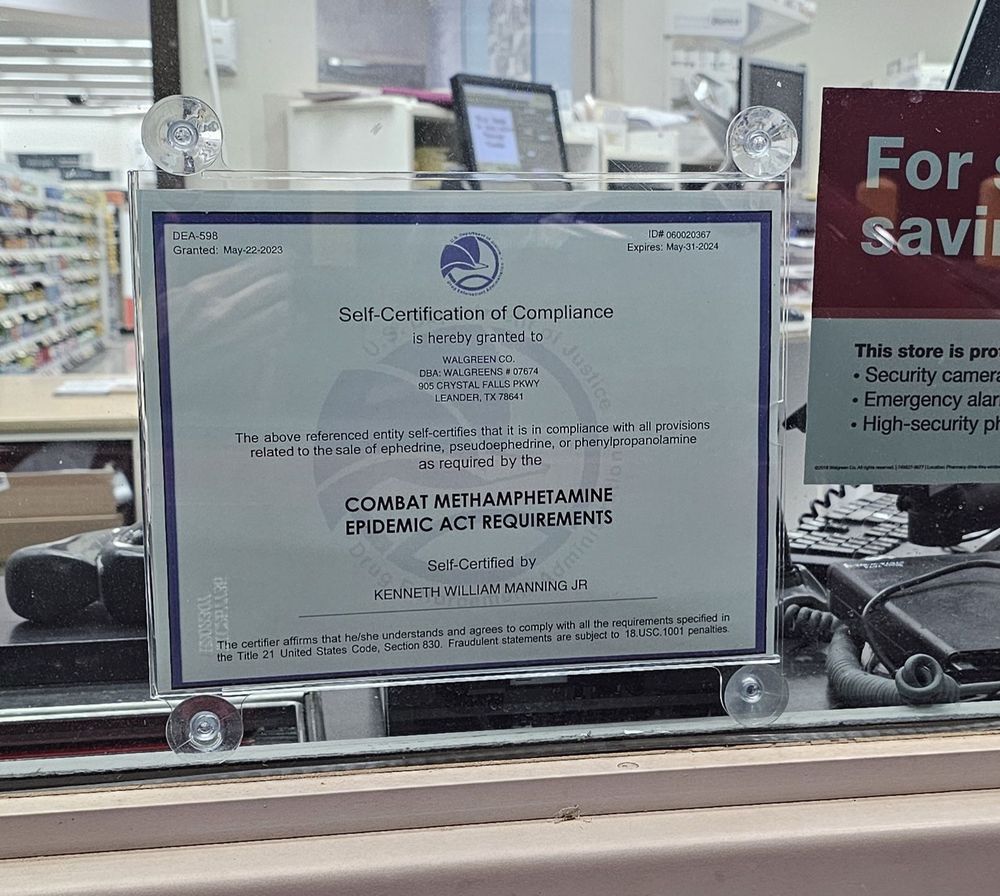 DEA-598
Granted: May-22-2023
ID# 060020367
Expires: May-31-2024
Self-Certification of Compliance
is hereby granted to
WALGREEN CO.
DBA: WALGREENS # 07674
905 CRYSTAL FALLS PKWY
LEANDER, TX 78641
The above referenced entity self-certifies that it is in compliance with all provisions
related to the sale of ephedrine, pseudoephedrine, or phenylpropanolamine
as required by the
COMBAT METHAMPHETAMINE
EPIDEMIC ACT REQUIREMENTS
Self-Certified by
KENNETH WILLIAM MANNING JR
The certifier affirms that he/she understands and agrees to comply with all the requirements specified in
the Title 21 United States Code, Section 830. Fraudulent statements are subject to 18.USC.1001 penalties.
For
savi
This store is pro
• Security camera
• Emergency alar
• High-security ph